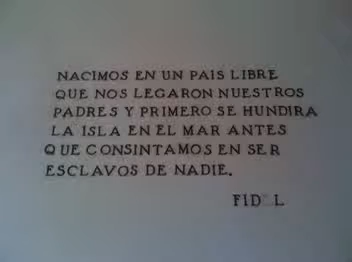 NACIMOS EN UN PAIS LIBRE
QUE NOS LEGARON NUESTROS
PADRES Y PRIMERO SE HUNDIRA
LA ISLA EN EL MAR ANTES
QUE CONSINTAMOS EN SER
ESCLAVOS DE NADIE.
FIDEL